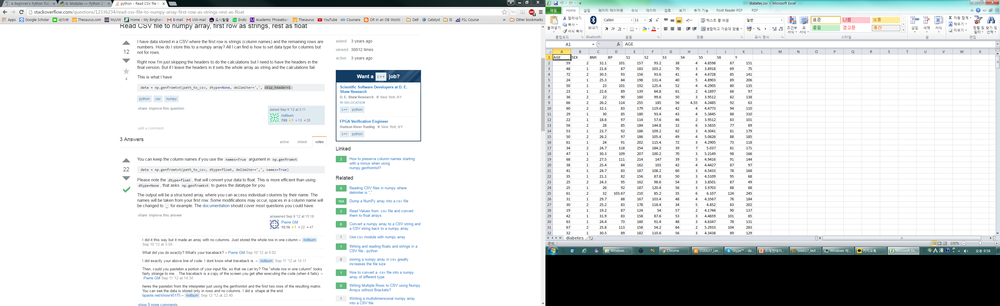 A Beginner's Python Tut
6. Modules — Python 2.
python - Read CSV file to
stackoverflow.com/questions/12336234/read-csv-file-to-numpy-array-first-row-as-strings-rest-as-float
Apps Google Scholar 네이버 Thesaurus.com MyUW Home - My Bingham B-mail UW-mail 도시탈출 Endic Academic Phraseban Thesaurus YouTube Coursera OR in an OB World: Dell Catalyst IE FSL Course » Other bookmarks
Read CSV file to numpy array, first row as strings, rest as float
I have data stored in a CSV where the first row is strings (column names) and the remaining rows are
numbers. How do I store this to a numpy array? All I can find is how to set data type for columns but
not for rows.
12
Right now I'm just skipping the headers to do the calculations but I need to have the headers in the
final version. But if I leave the headers in it sets the whole array as string and the calculations fail.
This is what I have:
4
data = np.genfromtxt(path_to_csv, dtype=None, delimiter=',', skip_header=1)
python csv numpy
share improve this question
asked Sep 9 '12 at 3:11
riotburn
769 1 13 35
add a comment
3 Answers
active oldest votes
You can keep the column names if you use the names=True argument in np.genfromxt
22
data = np.genfromtxt(path_to_csv, dtype=float, delimiter=',', names=True)
Please note the dtype=float, that will convert your data to float. This is more efficient than using
dtype=None, that asks np.genfromtxt to guess the datatype for you.
The output will be a structured array, where you can access individual columns by their name. The
names will be taken from your first row. Some modifications may occur, spaces in a column name will
be changed to _ for example. The documentation should cover most questions you could have.
share improve this answer
answered Sep 9 '12 at 15:18
Pierre GM
10.1k 1 22 47
I did it this way but it made an array with no columns. Just stored the whole row in one column – riotburn
Sep 10 '12 at 3:58
What did you do exactly? What's your traceback? – Pierre GM Sep 10 '12 at 8:02
I did exactly your above line of code. I dont know what traceback is. – riotburn Sep 11 '12 at 14:11
Then, could you pastebin a portion of your input file, so that we can try? The "whole row in one column" looks
fairly strange to me... The traceback is a copy of the screen you get after executing the code (when it fails). –
Pierre GM Sep 11 '12 at 14:34
heres the pastebin from the interpreter just using the genfromtxt and the first two rows of the resulting matrix.
You can see the data is stored only in rows and no columns. I did a .shape at the end.
bpaste.net/show/45175 – riotburn Sep 12 '12 at 22:40
show 3 more comments
asked 3 years ago
viewed 30812 times
active 3 years ago
Want a c++ job?
Scientific Software Developers at D. E.
Shaw Research
D. E. Shaw Research New York, NY
RELOCATION
c++ python
FPGA Verification Engineer
Hudson River Trading New York, NY
c++ python
Linked
2 How to preserve column names starting
with a minus when using
numpy.genfromtxt?
Related
9 Reading CSV files in numpy where
delimiter is ","
164 Dump a NumPy array into a csv file
2 Read Values from .csv file and convert
them to float arrays
6 Convert a numpy array to a CSV string and
a CSV string back to a numpy array
1 Use csv module with numpy array
1 Writing and reading floats and strings in a
CSV file - python
0 storing a numpy array in csv greatly
increases the file size
1 How to convert a .csv file into a numpy
array of different type
0 Writing Multiple Rows to CSV using Numpy
Arrays without Brackets?
1 Wiriting a multidimensional numpy array
into a CSV file
diabetes.csv - Microsoft Excel
파일 Home 삽입 페이지 레이아웃 수식 데이터 검토 보기 추가 기능 Foxit Reader PDF PDF
붙여넣기 잘라내기 복사 서식 복사 클립보드
보내기 Bluetooth
Calibri 11 가 가 가 글꼴
텍스트 줄 바꿈 병합하고 가운데 맞춤 맞춤
일반 % 표시 형식
조건부 서식 표 서식 표준 나쁨 보통 좋음 경고문 계산 스타일
삽입 삭제 서식 셀
자동 합계 채우기 지우기 정렬 및 필터 찾기 및 선택 편집
A1 fx AGE
A B C D E F G H I J K L M N O P Q R S T U V W X
1 AGE SEX BMI BP S1 S2 S3 S4 S5 S6 Y
2 59 2 32.1 101 157 93.2 38 4 4.8598 87 151
3 48 1 21.6 87 183 103.2 70 3 3.8918 69 75
4 72 2 30.5 93 156 93.6 41 4 4.6728 85 141
5 24 1 25.3 84 198 131.4 40 5 4.8903 89 206
6 50 1 23 101 192 125.4 52 4 4.2905 80 135
7 23 1 22.6 89 139 64.8 61 2 4.1897 68 97
8 36 2 22 90 160 99.6 50 3 3.9512 82 138
9 66 2 26.2 114 255 185 56 4.55 4.2485 92 63
10 60 2 32.1 83 179 119.4 42 4 4.4773 94 110
11 29 1 30 85 180 93.4 43 4 5.3845 88 310
12 22 1 18.6 97 114 57.6 46 2 3.9512 83 101
13 56 2 28 85 184 144.8 32 6 3.5835 77 69
14 53 1 23.7 92 186 109.2 62 3 4.3041 81 179
15 50 2 26.2 97 186 105.4 49 4 5.0626 88 185
16 61 1 24 91 202 115.4 72 3 4.2905 73 118
17 34 2 24.7 118 254 184.2 39 7 5.037 81 171
18 47 1 30.3 109 207 100.2 70 3 5.2149 98 166
19 68 2 27.5 111 214 147 39 5 4.9416 91 144
20 38 1 25.4 84 162 103 42 4 4.4427 87 97
21 41 1 24.7 83 187 108.2 60 3 4.5433 78 168
22 35 1 21.1 82 156 87.8 50 3 4.5109 95 68
23 25 2 24.3 95 162 98.6 54 3 3.8501 87 49
24 25 1 26 92 187 120.4 56 3 3.9703 88 68
25 61 2 32 103.67 210 85.2 35 6 6.107 124 245
26 31 1 29.7 88 167 103.4 48 4 4.3567 78 184
27 30 2 25.2 83 178 118.4 34 5 4.852 83 202
28 19 1 19.2 87 124 54 57 2 4.1744 90 137
29 42 1 31.9 83 158 87.6 53 3 4.4659 101 85
30 63 1 24.4 73 160 91.4 48 3 4.6347 78 131
31 67 2 25.8 113 158 54.2 64 2 5.2933 104 283
32 32 1 30.5 89 182 110.6 56 3 4.3438 89 129
diabetes
준비 100%
Windows ... Chrome SSIE637_Lec... Skype™ - da... 프레젠테이... ssie637_test ... Windows 작... 카카오톡 Microsoft Ex... A 漢 오후 9:58